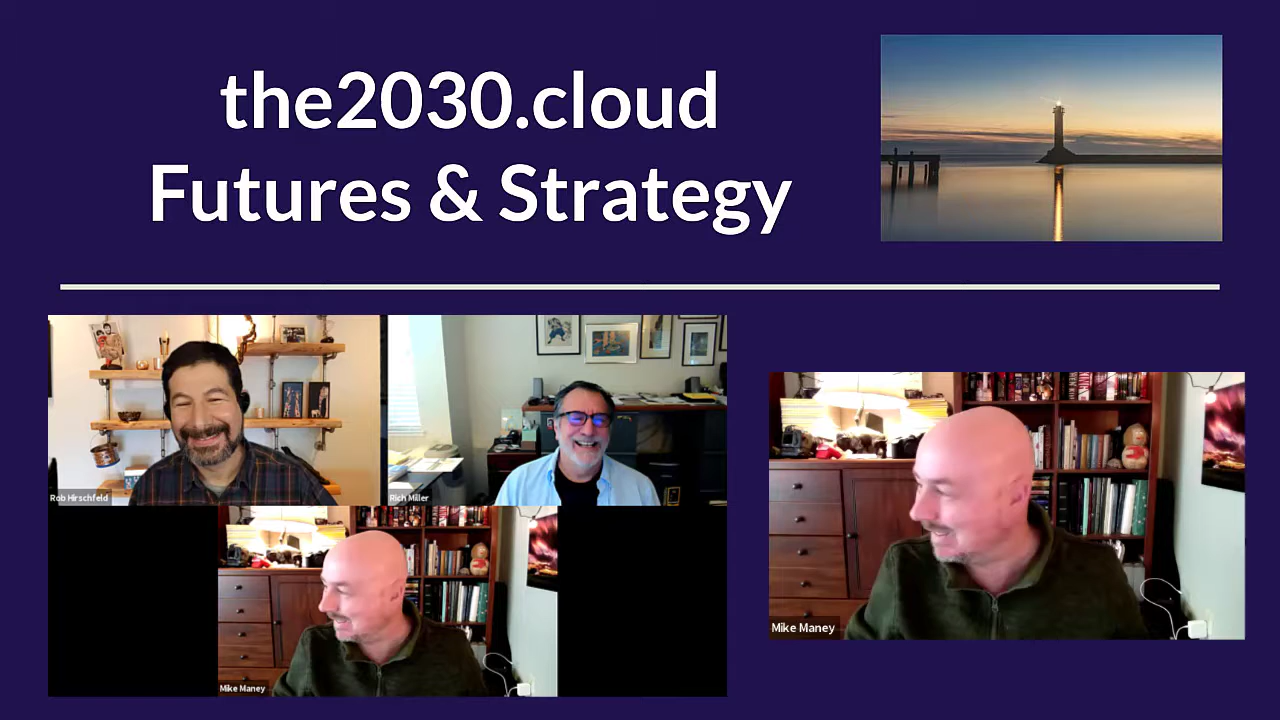 the2030.cloud
Futures & Strategy
Rob Hirschfeld
Rich Miller
Mike Maney
Mike Maney